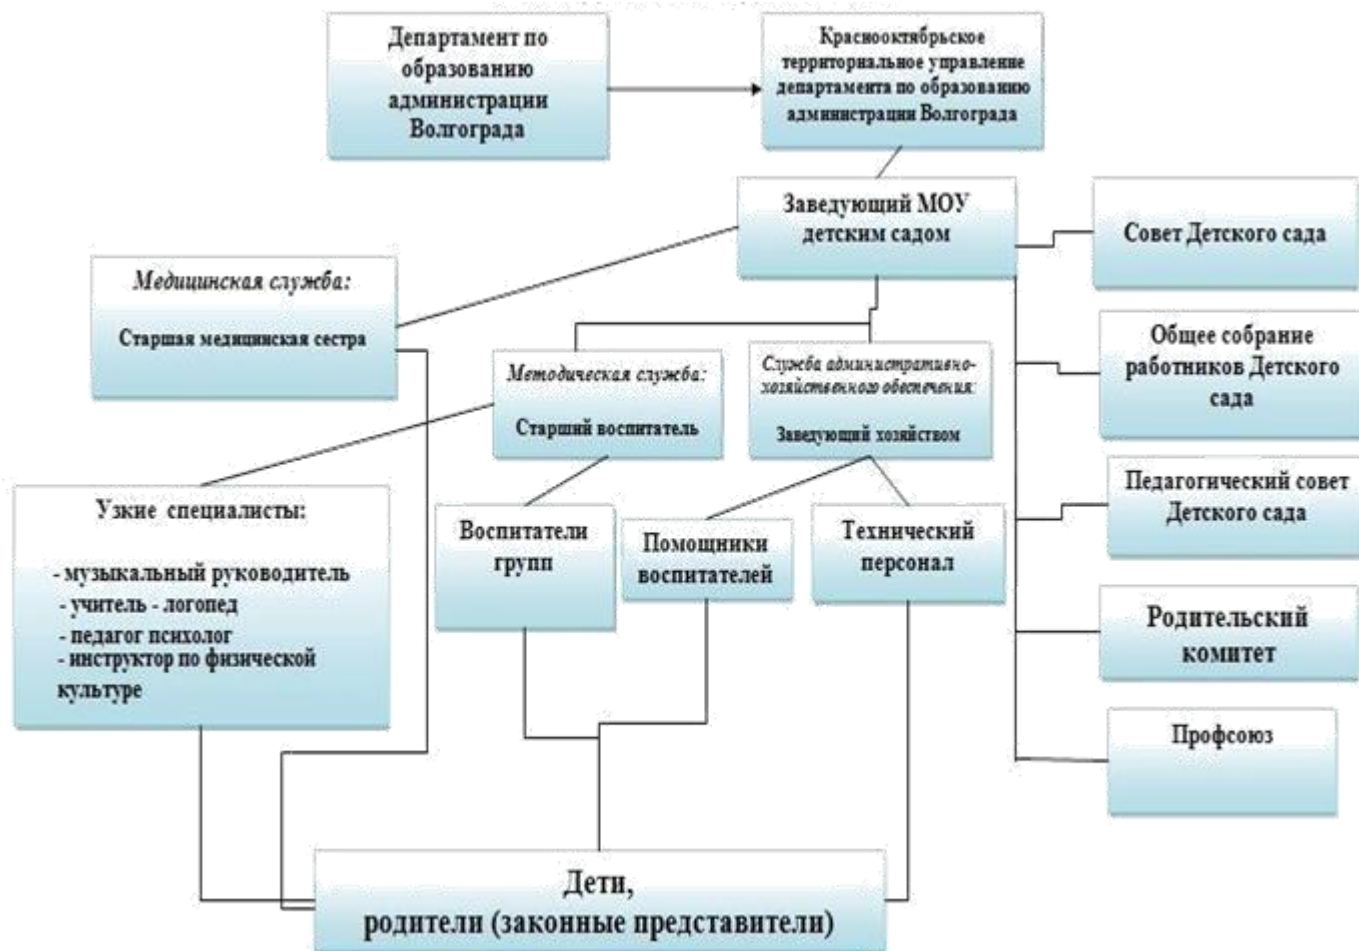 Департамент по
образованию
администрации
Волгограда
Краснооктябрьское
территориальное управление
департамента по образованию
администрации Волгограда
Заведующий МОУ
детским садом
Совет Детского сада
Медицинская служба:
Старшая медицинская сестра
Общее собрание
работников Детского
сада
Методическая служба:
Старший воспитатель
Служба административно-
хозяйственного обеспечения:
Заведующий хозяйством
Педагогический совет
Детского сада
Узкие специалисты:
- музыкальный руководитель
- учитель - логопед
- педагог психолог
- инструктор по физической
культуре
Воспитатели
групп
Помощники
воспитателей
Технический
персонал
Родительский
комитет
Профсоюз
Дети,
родители (законные представители)